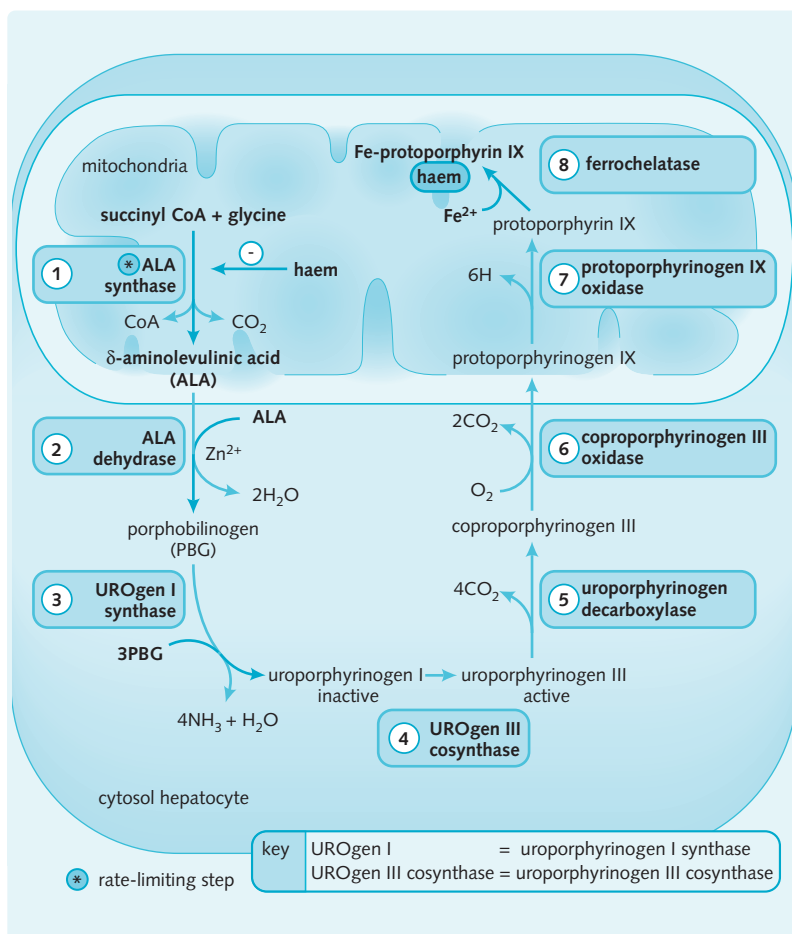 mitochondria
Fe-protoporphyrin IX
haem
8 ferrochelatase
succinyl CoA + glycine
Fe²⁺
protoporphyrin IX
1 * ALA
synthase
-
haem
6H
7 protoporphyrinogen IX
oxidase
CoA
CO₂
δ-aminolevulinic acid
(ALA)
protoporphyrinogen IX
2 ALA
dehydrase
ALA
Zn²⁺
2H₂O
2CO₂
6 coproporphyrinogen III
oxidase
O₂
porphobilinogen
(PBG)
coproporphyrinogen III
3 UROgen I
synthase
4CO₂
5 uroporphyrinogen
decarboxylase
3PBG
uroporphyrinogen I
inactive
uroporphyrinogen III
active
4NH₃ + H₂O
4 UROgen III
cosynthase
cytosol hepatocyte
key
UROgen I = uroporphyrinogen I synthase
UROgen III cosynthase = uroporphyrinogen III cosynthase
* rate-limiting step